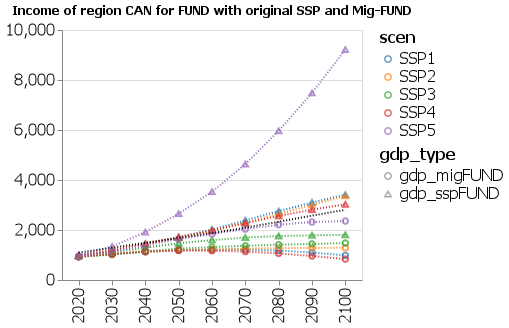 Income of region CAN for FUND with original SSP and Mig-FUND
10,000
8,000
6,000
4,000
2,000
0
2020
2030
2040
2050
2060
2070
2080
2090
2100
scen
SSP1
SSP2
SSP3
SSP4
SSP5
gdp_type
gdp_migFUND
gdp_sspFUND